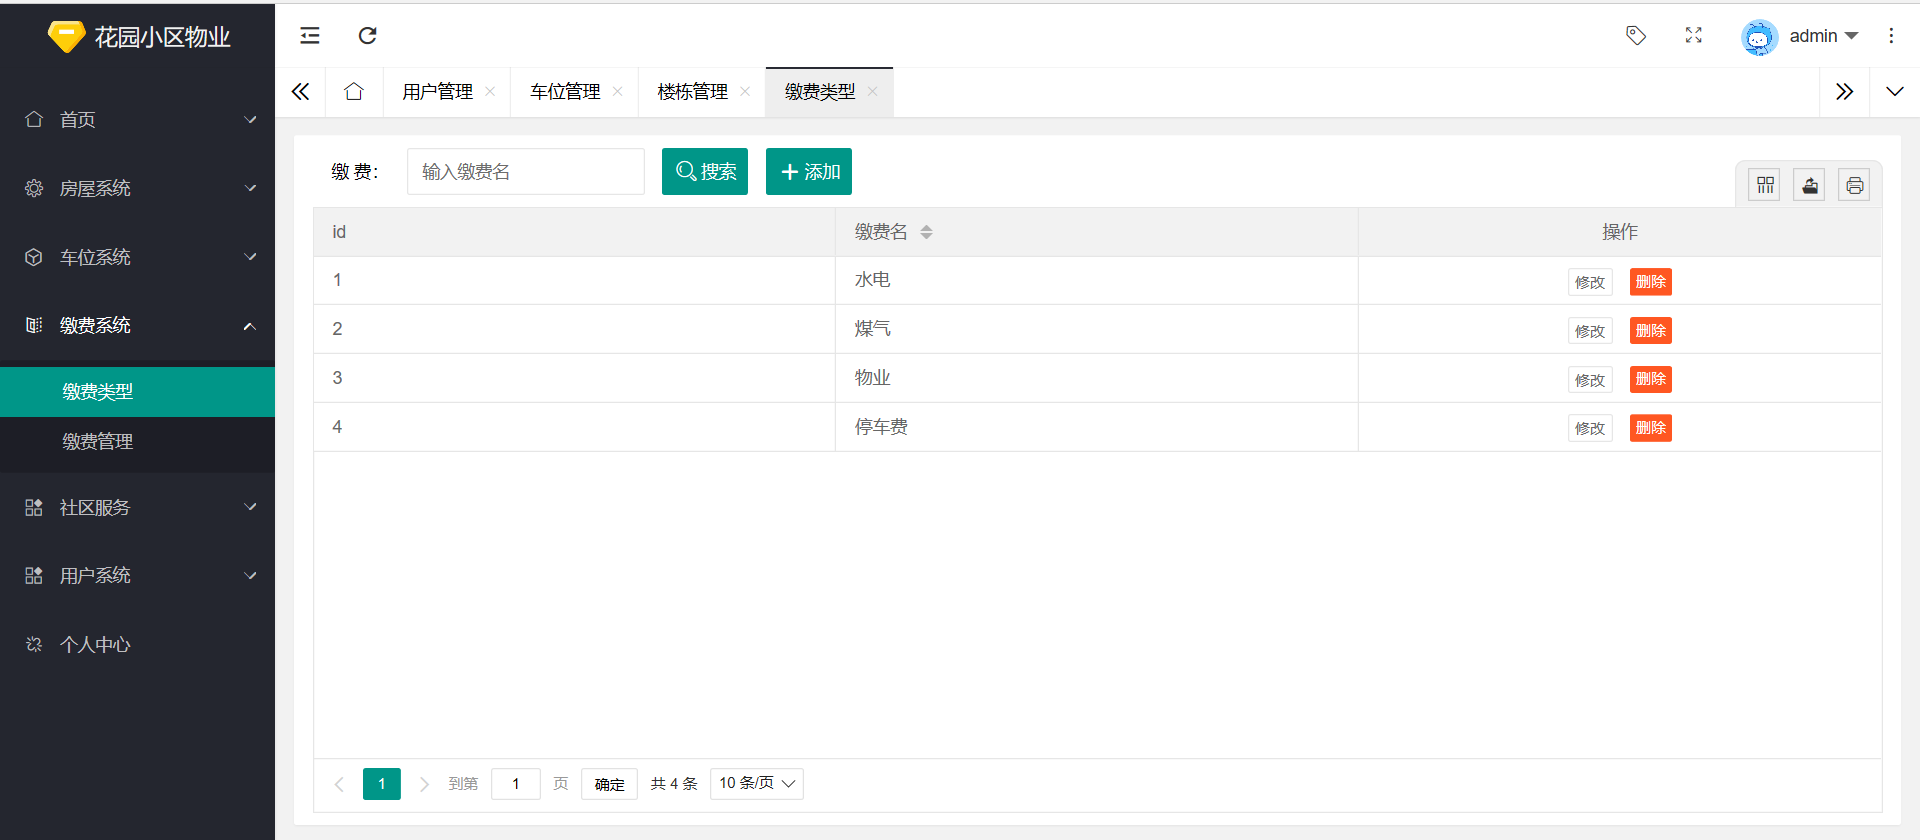 花园小区物业
首页
房屋系统
车位系统
缴费系统
缴费类型
缴费管理
社区服务
用户系统
个人中心
admin
用户管理 车位管理 楼栋管理 缴费类型
缴 费： 输入缴费名 搜索 添加
id 缴费名 操作
1 水电 修改 删除
2 煤气 修改 删除
3 物业 修改 删除
4 停车费 修改 删除
1 到第 1 页 确定 共 4 条 10 条/页